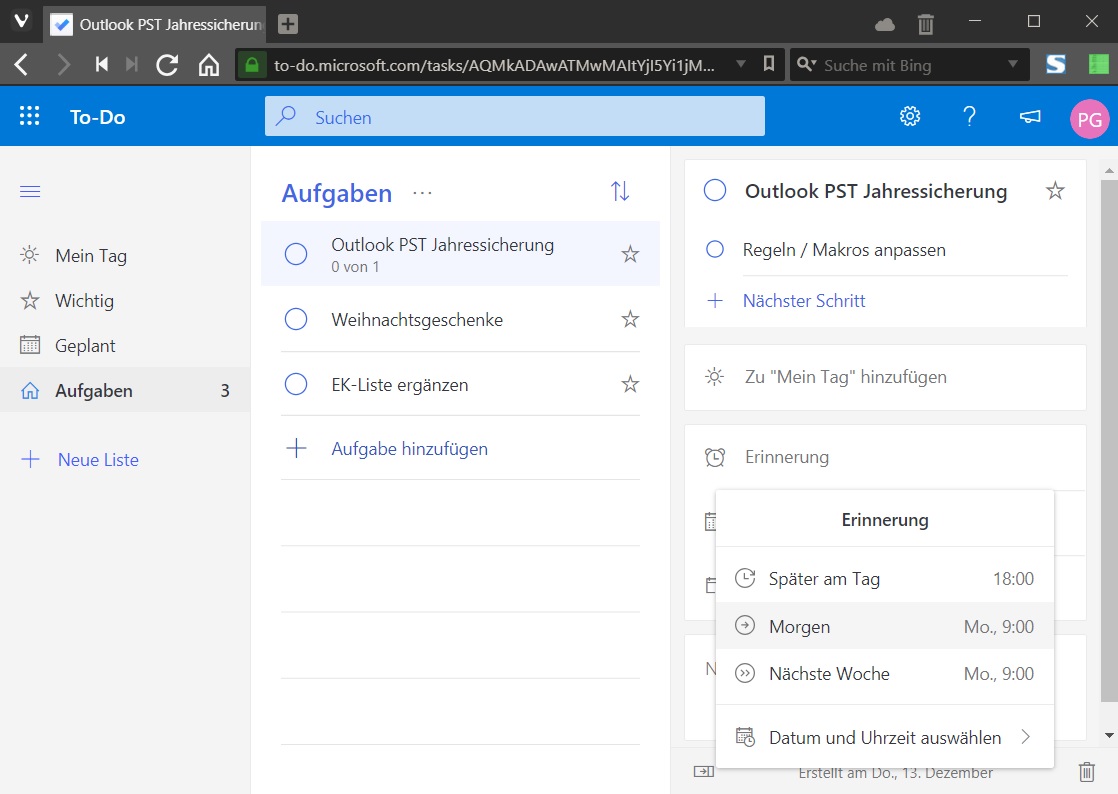 Outlook PST Jahressicherun
to-do.microsoft.com/tasks/AQMkADAwATMwMAItYjI5Yi1jM...
Suche mit Bing
To-Do
Suchen
PG
Mein Tag
Wichtig
Geplant
Aufgaben 3
Neue Liste
Aufgaben ...
Outlook PST Jahressicherung
0 von 1
Weihnachtsgeschenke
EK-Liste ergänzen
Aufgabe hinzufügen
Outlook PST Jahressicherung
Regeln / Makros anpassen
Nächster Schritt
Zu "Mein Tag" hinzufügen
Erinnerung
Erinnerung
Später am Tag 18:00
Morgen Mo., 9:00
Nächste Woche Mo., 9:00
N
Datum und Uhrzeit auswählen
Erstellt am Do., 13. Dezember